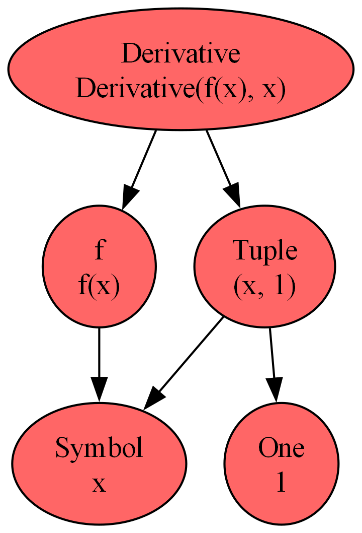 Derivative
Derivative(f(x), x)
f
f(x)
Tuple
(x, 1)
Symbol
x
One
1